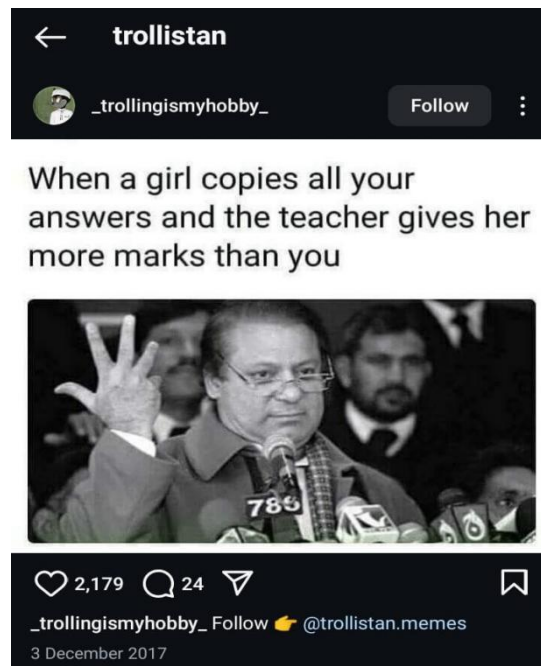 trollistan
_trollingismyhobby_
Follow
When a girl copies all your
answers and the teacher gives her
more marks than you
786
2,179
24
_trollingismyhobby_ Follow 👉 @trollistan.memes
3 December 2017